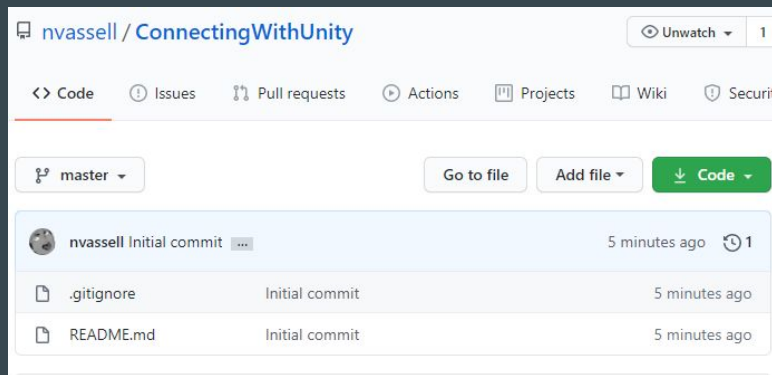 nvassell / ConnectingWithUnity Unwatch 1
<> Code Issues Pull requests Actions Projects Wiki Securi
master Go to file Add file Code
nvassell Initial commit ... 5 minutes ago 1
.gitignore Initial commit 5 minutes ago
README.md Initial commit 5 minutes ago